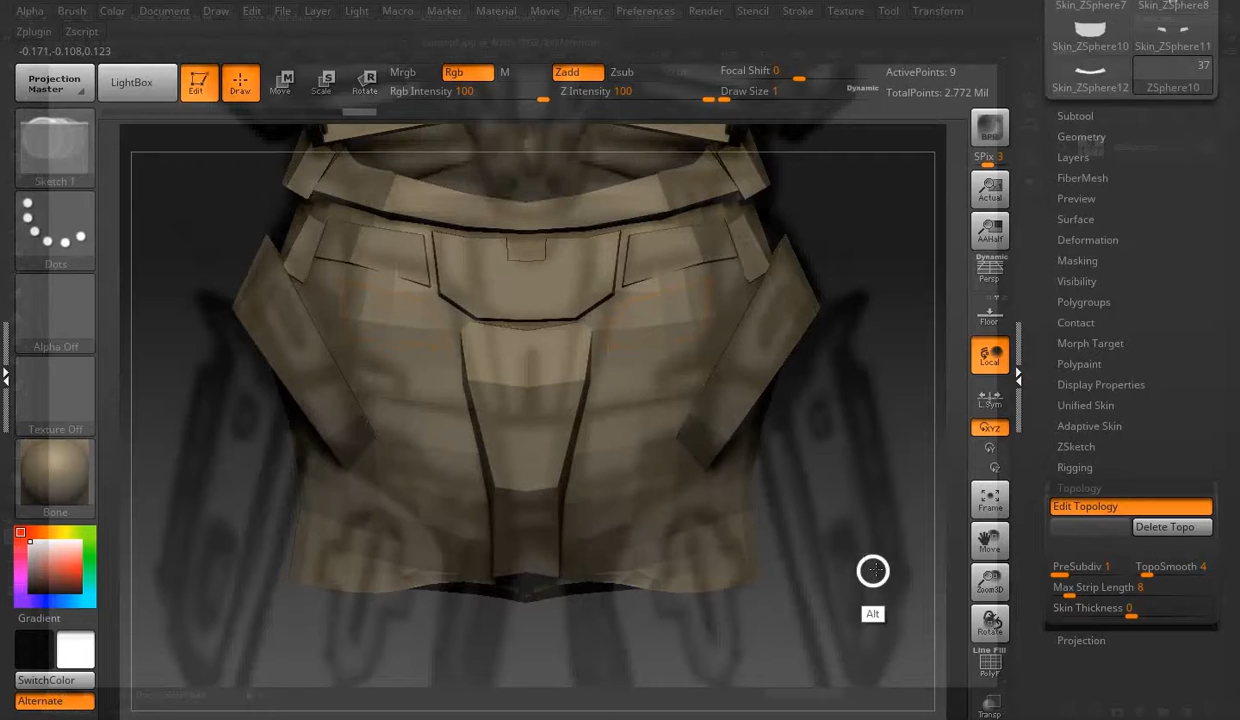 Alpha Brush Color Document Draw Edit File Layer Light Macro Marker Material Movie Picker Preferences Render Stencil Stroke Texture Tool Transform
Zplugin Zscript
-0.171,-0.108,0.123
Projection Master
LightBox
Edit
Draw
Move
Scale
Rotate
Mrgb Rgb M
Rgb Intensity 100
Zadd Zsub
Z Intensity 100
Focal Shift 0
Draw Size 1
Dynamic
ActivePoints: 9
TotalPoints: 2.772 Mil
Sketch 1
Dots
Alpha Off
Texture Off
Bone
Gradient
SwitchColor
Alternate
Alt
BPR
SPix 3
Actual
AAHalf
Dynamic
Persp
Floor
Local
L.Sym
XYZ
Frame
Move
Zoom3D
Rotate
Line Fill
PolyF
Transp
Skin_ZSphere7 Skin_ZSphere8
Skin_ZSphere10 Skin_ZSphere11
37
Skin_ZSphere12 ZSphere10
Subtool
Geometry
Layers
FiberMesh
Preview
Surface
Deformation
Masking
Visibility
Polygroups
Contact
Morph Target
Polypaint
Display Properties
Unified Skin
Adaptive Skin
ZSketch
Rigging
Topology
Edit Topology
Delete Topo
PreSubdiv 1 TopoSmooth 4
Max Strip Length 8
Skin Thickness 0
Projection